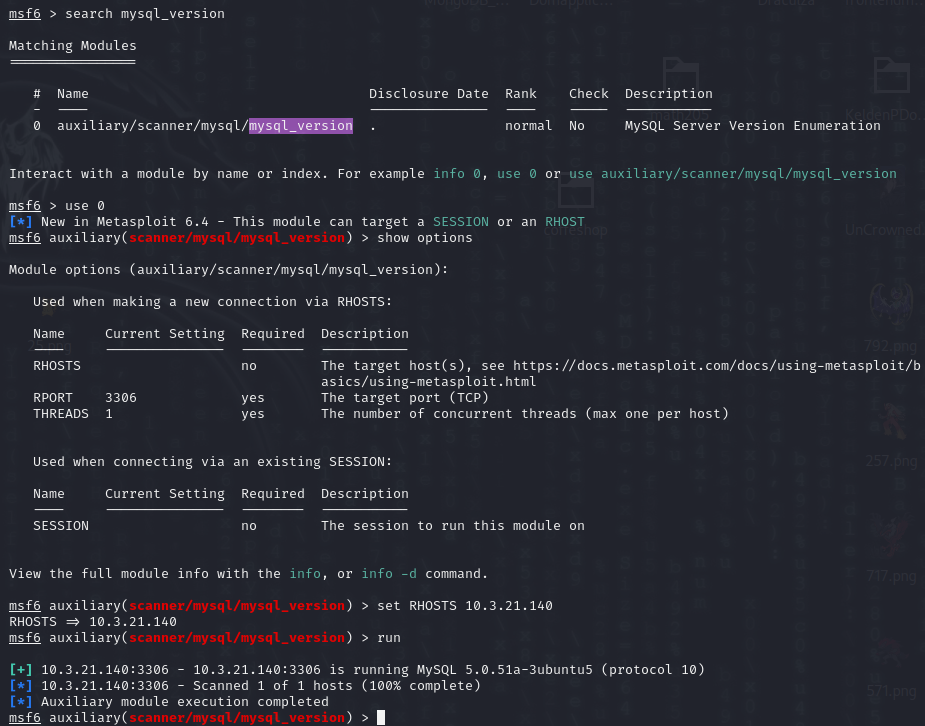 msf6 > search mysql_version
Matching Modules
================
# Name Disclosure Date Rank Check Description
- ---- --------------- ---- ----- -----------
0 auxiliary/scanner/mysql/mysql_version . normal No MySQL Server Version Enumeration
Interact with a module by name or index. For example info 0, use 0 or use auxiliary/scanner/mysql/mysql_version
msf6 > use 0
[*] New in Metasploit 6.4 - This module can target a SESSION or an RHOST
msf6 auxiliary(scanner/mysql/mysql_version) > show options
Module options (auxiliary/scanner/mysql/mysql_version):
Used when making a new connection via RHOSTS:
Name Current Setting Required Description
---- --------------- -------- -----------
RHOSTS no The target host(s), see https://docs.metasploit.com/docs/using-metasploit/b
asics/using-metasploit.html
RPORT 3306 yes The target port (TCP)
THREADS 1 yes The number of concurrent threads (max one per host)
Used when connecting via an existing SESSION:
Name Current Setting Required Description
---- --------------- -------- -----------
SESSION no The session to run this module on
View the full module info with the info, or info -d command.
msf6 auxiliary(scanner/mysql/mysql_version) > set RHOSTS 10.3.21.140
RHOSTS => 10.3.21.140
msf6 auxiliary(scanner/mysql/mysql_version) > run
[+] 10.3.21.140:3306 - 10.3.21.140:3306 is running MySQL 5.0.51a-3ubuntu5 (protocol 10)
[*] 10.3.21.140:3306 - Scanned 1 of 1 hosts (100% complete)
[*] Auxiliary module execution completed
msf6 auxiliary(scanner/mysql/mysql_version) >
math205
coffeshop
792.png
257.png
717.png
571.png